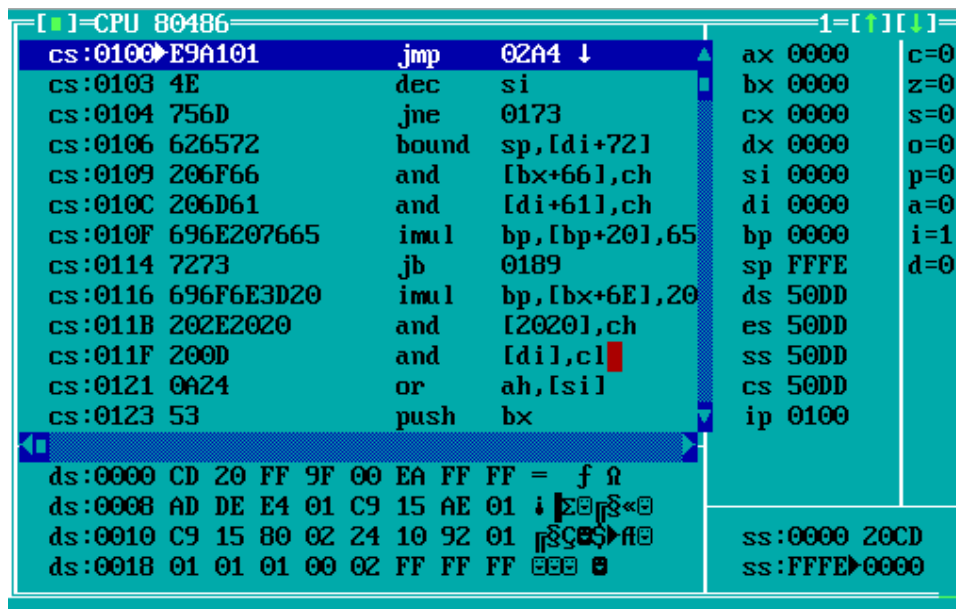 =[■]=CPU 80486 1=[↑][↓]=
cs:0100►E9A101 jmp 02A4 ↓ ax 0000 c=0
cs:0103 4E dec si bx 0000 z=0
cs:0104 756D jne 0173 cx 0000 s=0
cs:0106 626572 bound sp,[di+72] dx 0000 o=0
cs:0109 206F66 and [bx+66],ch si 0000 p=0
cs:010C 206D61 and [di+61],ch di 0000 a=0
cs:010F 696E207665 imul bp,[bp+20],65 bp 0000 i=1
cs:0114 7273 jb 0189 sp FFFE d=0
cs:0116 696F6E3D20 imul bp,[bx+6E],20 ds 50DD
cs:011B 202E2020 and [2020],ch es 50DD
cs:011F 200D and [di],cl ss 50DD
cs:0121 0A24 or ah,[si] cs 50DD
cs:0123 53 push bx ip 0100
ds:0000 CD 20 FF 9F 00 EA FF FF = ƒ Ω
ds:0008 AD DE E4 01 C9 15 AE 01 ¡▐Σ☺╔§«☺
ds:0010 C9 15 80 02 24 10 92 01 ╔§Ç☻$►Æ☺ ss:0000 20CD
ds:0018 01 01 01 00 02 FF FF FF ☺☺☺ ☻ ss:FFFE►0000